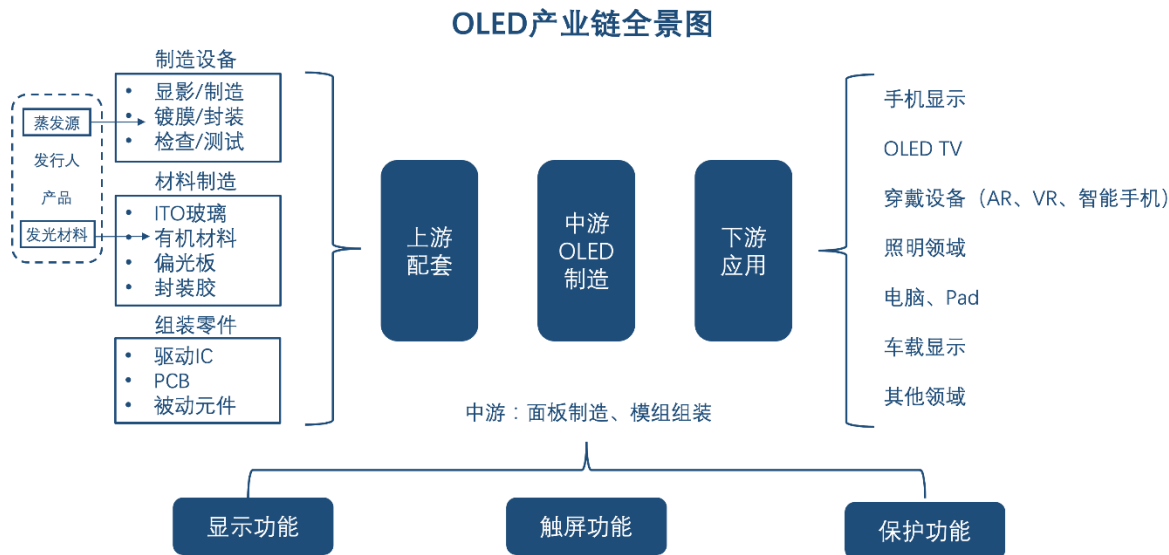 OLED产业链全景图
制造设备
• 显影/制造
• 镀膜/封装
• 检查/测试
蒸发源
发行人
产品
发光材料
材料制造
• ITO玻璃
• 有机材料
• 偏光板
• 封装胶
组装零件
• 驱动IC
• PCB
• 被动元件
上游
配套
中游
OLED
制造
下游
应用
手机显示
OLED TV
穿戴设备（AR、VR、智能手机）
照明领域
电脑、Pad
车载显示
其他领域
中游：面板制造、模组组装
显示功能
触屏功能
保护功能